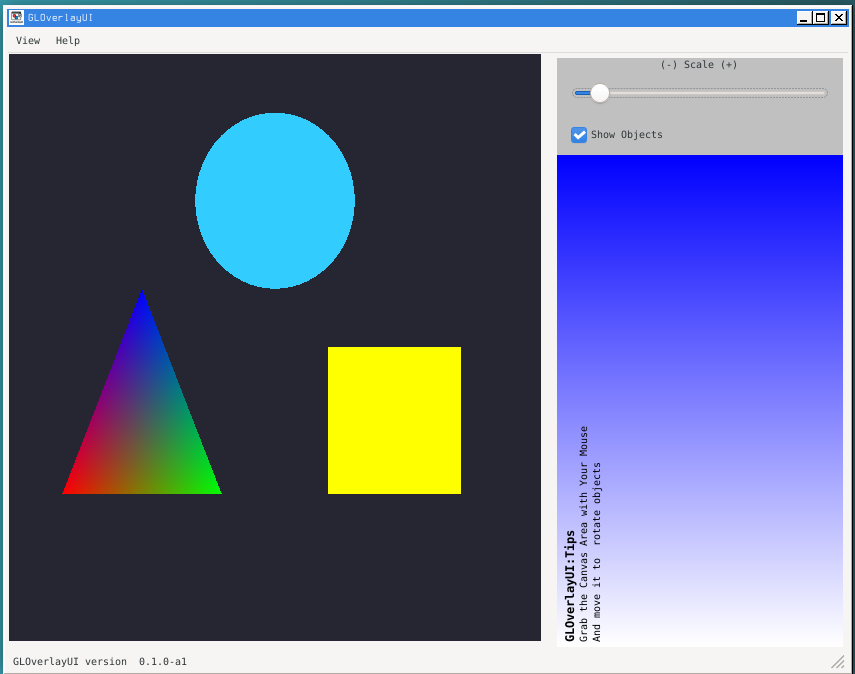 GLOverlayUI
View Help
(-) Scale (+)
Show Objects
GLOverlayUI:Tips
Grab the Canvas Area with Your Mouse
And move it to  rotate objects
GLOverlayUI version  0.1.0-a1